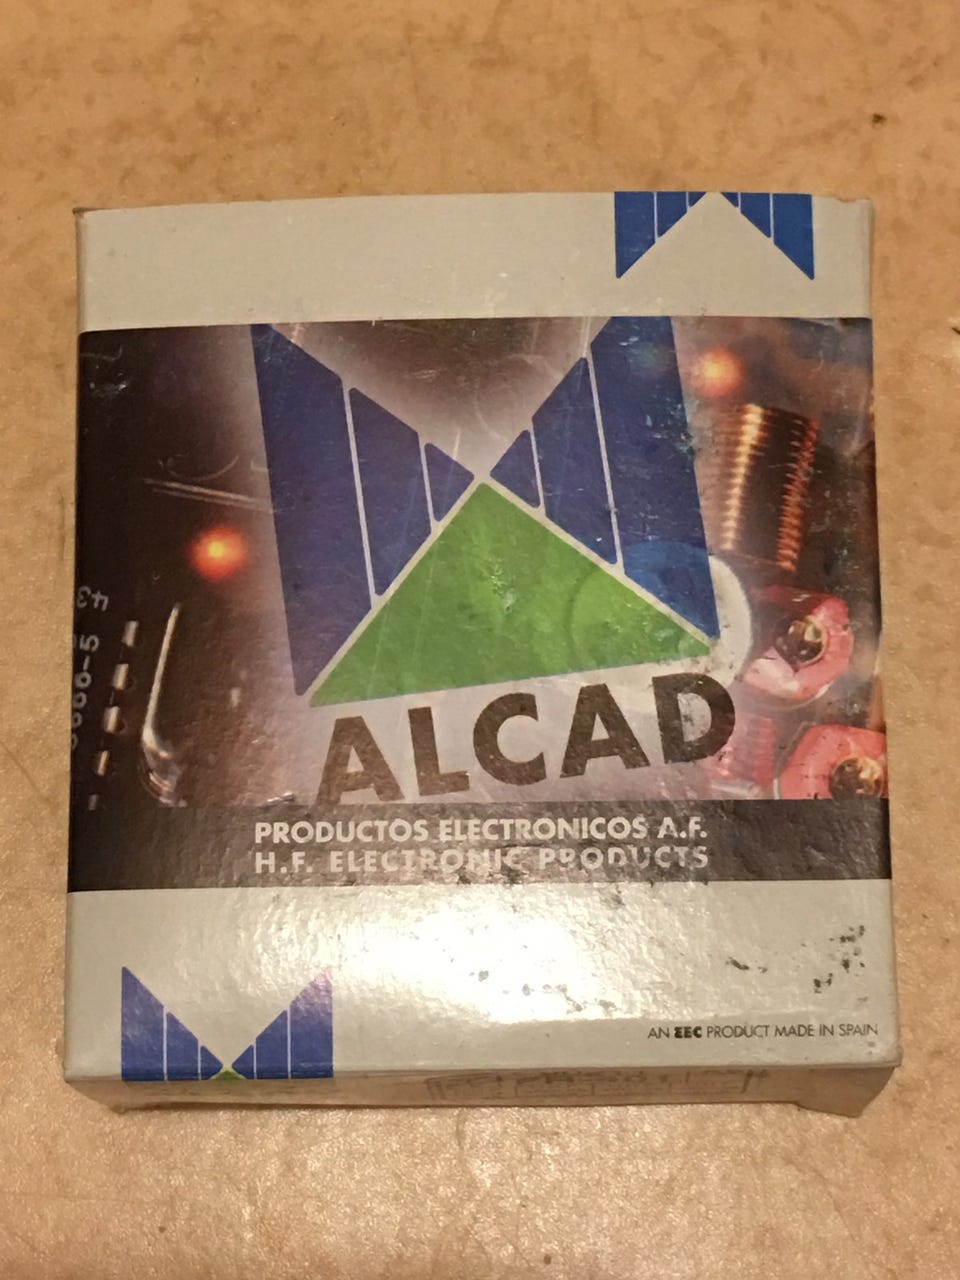 ALCAD
PRODUCTOS ELECTRONICOS A.F.
H.F. ELECTRONIC PRODUCTS
AN EEC PRODUCT MADE IN SPAIN